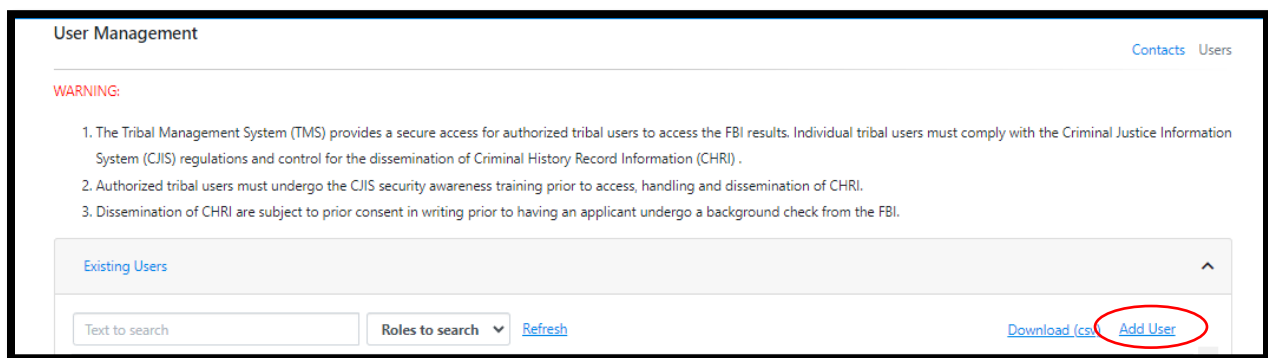 User Management
Contacts Users
WARNING:
1. The Tribal Management System (TMS) provides a secure access for authorized tribal users to access the FBI results. Individual tribal users must comply with the Criminal Justice Information
System (CJIS) regulations and control for the dissemination of Criminal History Record Information (CHRI) .
2. Authorized tribal users must undergo the CJIS security awareness training prior to access, handling and dissemination of CHRI.
3. Dissemination of CHRI are subject to prior consent in writing prior to having an applicant undergo a background check from the FBI.
Existing Users
Text to search Roles to search Refresh Download (csv) Add User